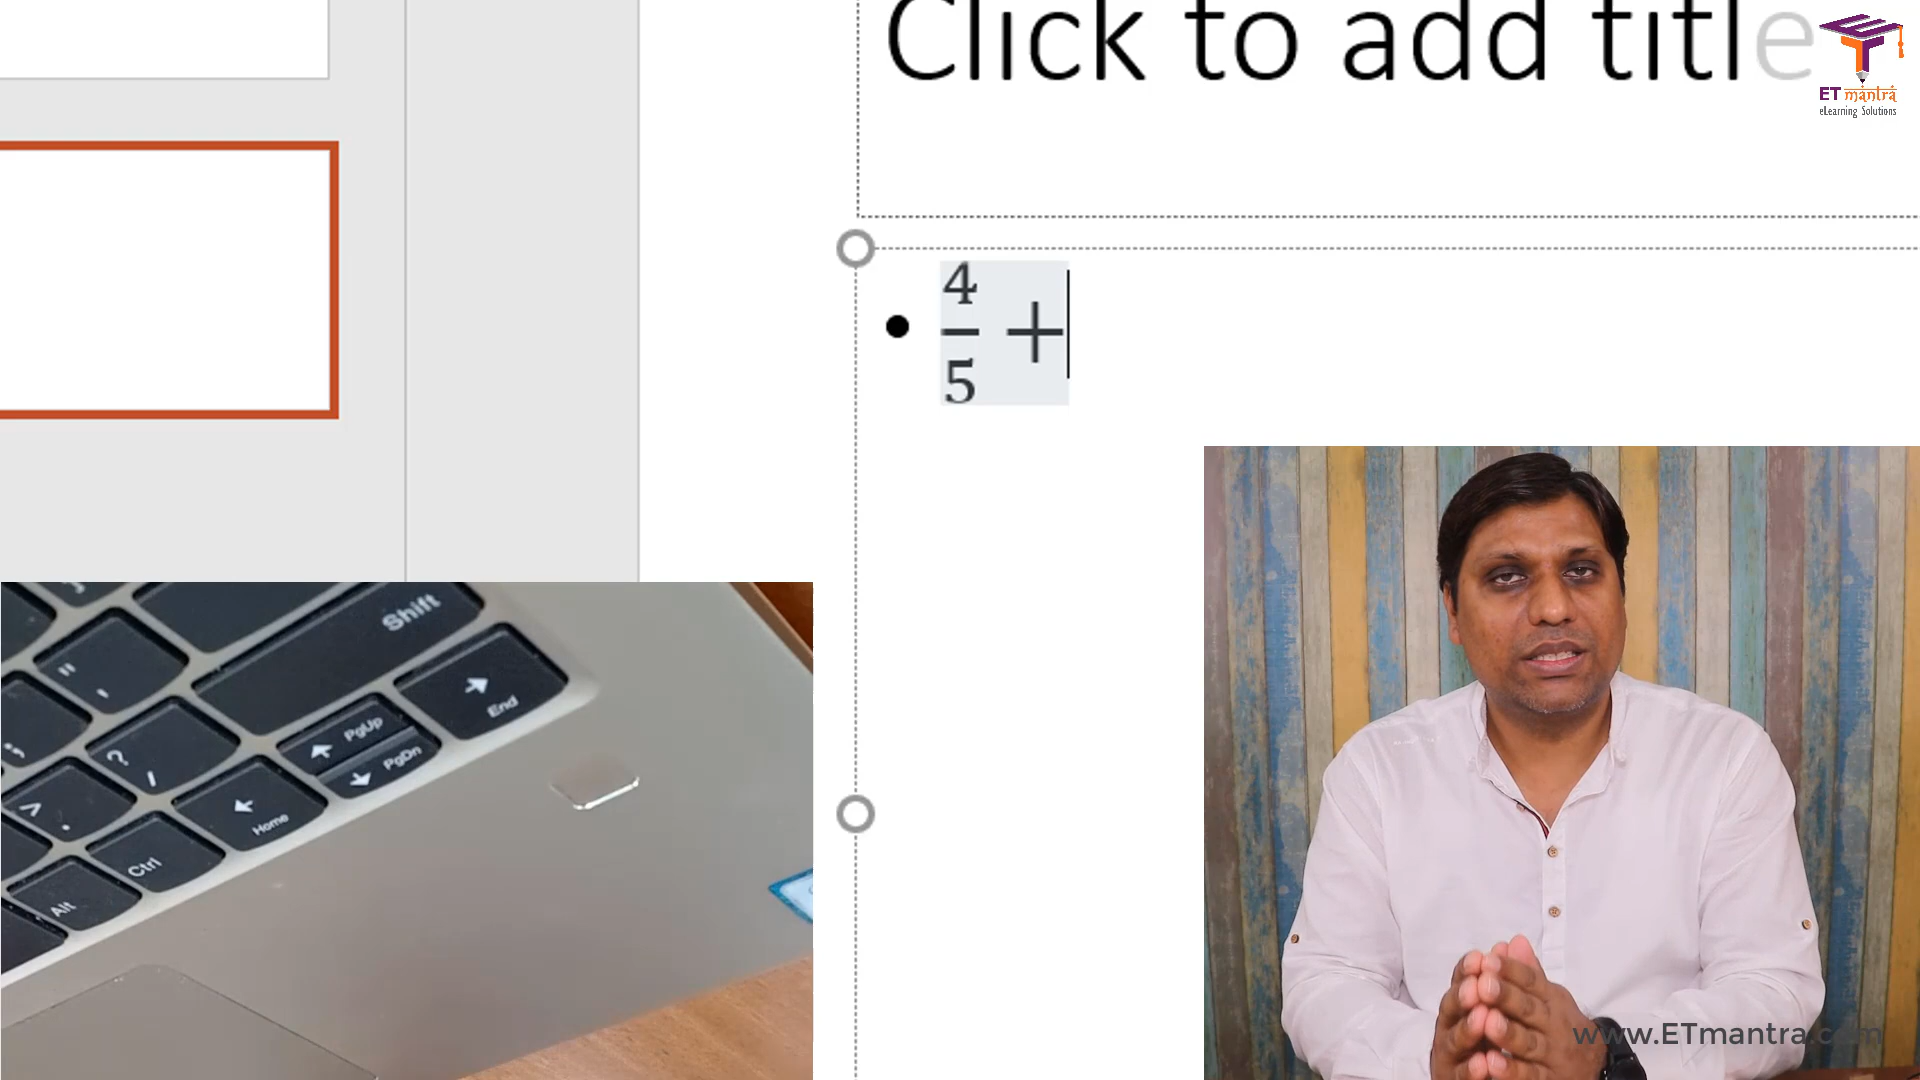 Click to add title
ET mantra
eLearning Solutions
• 4/5 +
Shift
" '
→ End
? /
↑ PgUp
↓ PgDn
> .
← Home
Ctrl
Alt
www.ETmantra.com